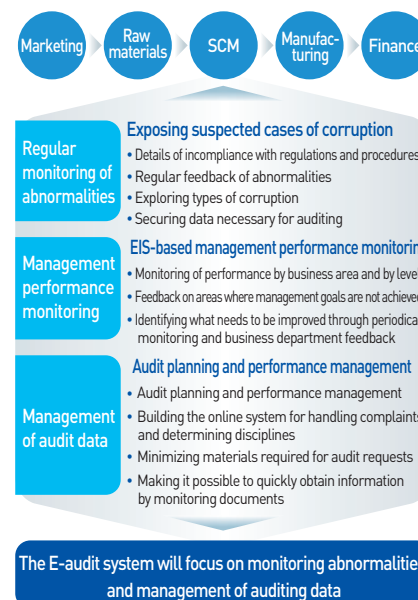 Marketing
Raw
materials
SCM
Manufac-
turing
Finance
Regular
monitoring of
abnormalities
Exposing suspected cases of corruption
• Details of incompliance with regulations and procedures
• Regular feedback of abnormalities
• Exploring types of corruption
• Securing data necessary for auditing
Management
performance
monitoring
EIS-based management performance monitorin
• Monitoring of performance by business area and by leve
• Feedback on areas where management goals are not achieved
• Identifying what needs to be improved through periodica
monitoring and business department feedback
Management
of audit data
Audit planning and performance management
• Audit planning and performance management
• Building the online system for handling complaints
and determining disciplines
• Minimizing materials required for audit requests
• Making it possible to quickly obtain information
by monitoring documents
The E-audit system will focus on monitoring abnormalitie
and management of auditing data